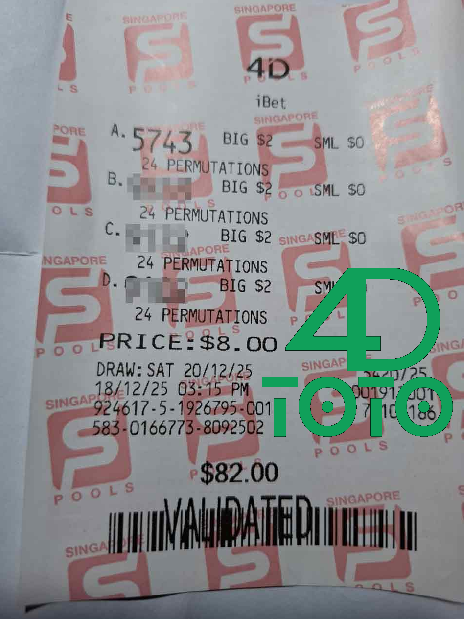 4D
iBet
A. 5743 BIG $2 SML $0
24 PERMUTATIONS
B. BIG $2 SML $0
24 PERMUTATIONS
C. BIG $2 SML $0
24 PERMUTATIONS
D. BIG $2
24 PERMUTATIONS
PRICE:$8.00
DRAW: SAT 20/12/25
18/12/25 03:15 PM
924617-5-1926795-001
583-0166773-8092502
4D
TOTO
$82.00
VALIDATED
SINGAPORE
POOLS